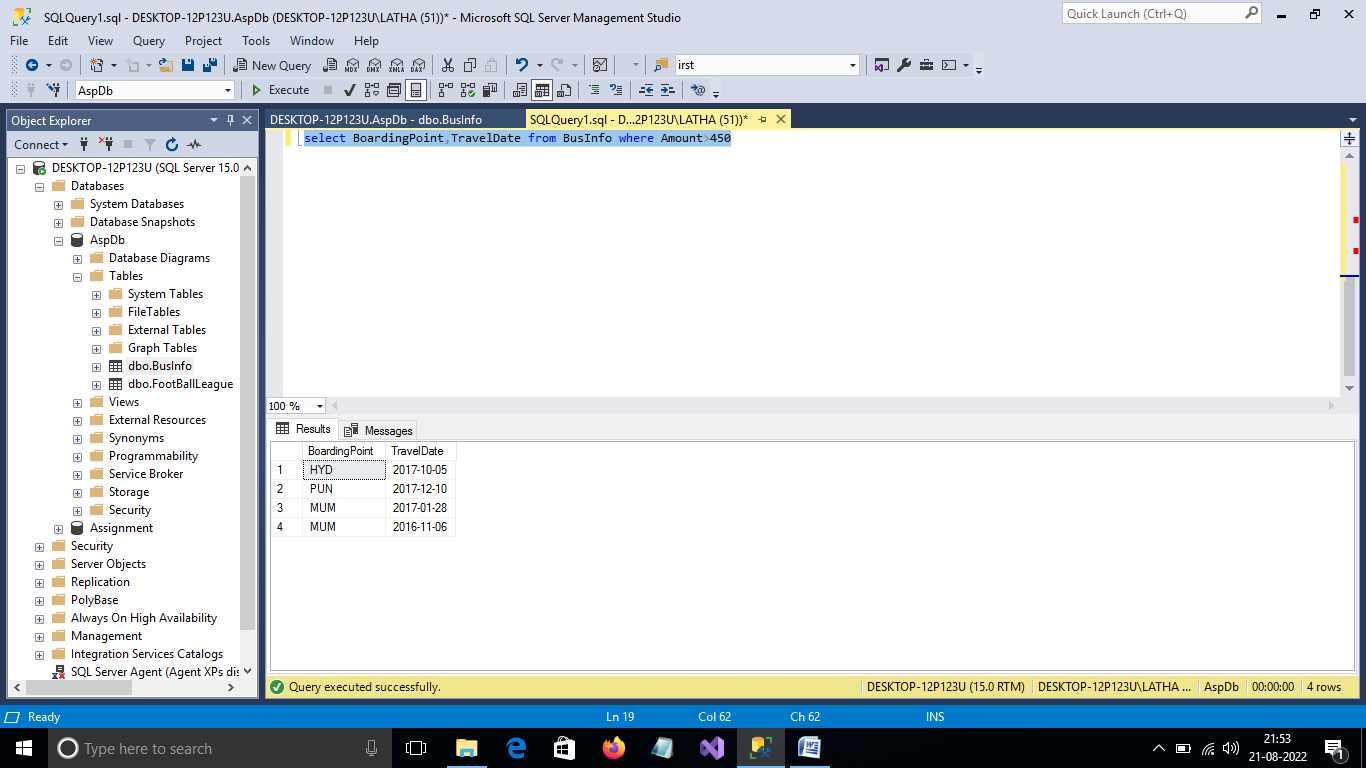 SQLQuery1.sql - DESKTOP-12P123U.AspDb (DESKTOP-12P123U\LATHA (51))* - Microsoft SQL Server Management Studio
Quick Launch (Ctrl+Q)
File Edit View Query Project Tools Window Help
New Query MDX DMX XMLA DAX irst
AspDb Execute
Object Explorer
DESKTOP-12P123U.AspDb - dbo.BusInfo
SQLQuery1.sql - D...2P123U\LATHA (51))*
Connect
select BoardingPoint,TravelDate from BusInfo where Amount>450
DESKTOP-12P123U (SQL Server 15.0
Databases
System Databases
Database Snapshots
AspDb
Database Diagrams
Tables
System Tables
FileTables
External Tables
Graph Tables
dbo.BusInfo
dbo.FootBallLeague
Views
External Resources
Synonyms
Programmability
Service Broker
Storage
Security
Assignment
Security
Server Objects
Replication
PolyBase
Always On High Availability
Management
Integration Services Catalogs
SQL Server Agent (Agent XPs dis
100 %
Results Messages
BoardingPoint TravelDate
1 HYD 2017-10-05
2 PUN 2017-12-10
3 MUM 2017-01-28
4 MUM 2016-11-06
Query executed successfully.
DESKTOP-12P123U (15.0 RTM) DESKTOP-12P123U\LATHA ... AspDb 00:00:00 4 rows
Ready Ln 19 Col 62 Ch 62 INS
Type here to search
21:53
21-08-2022
1